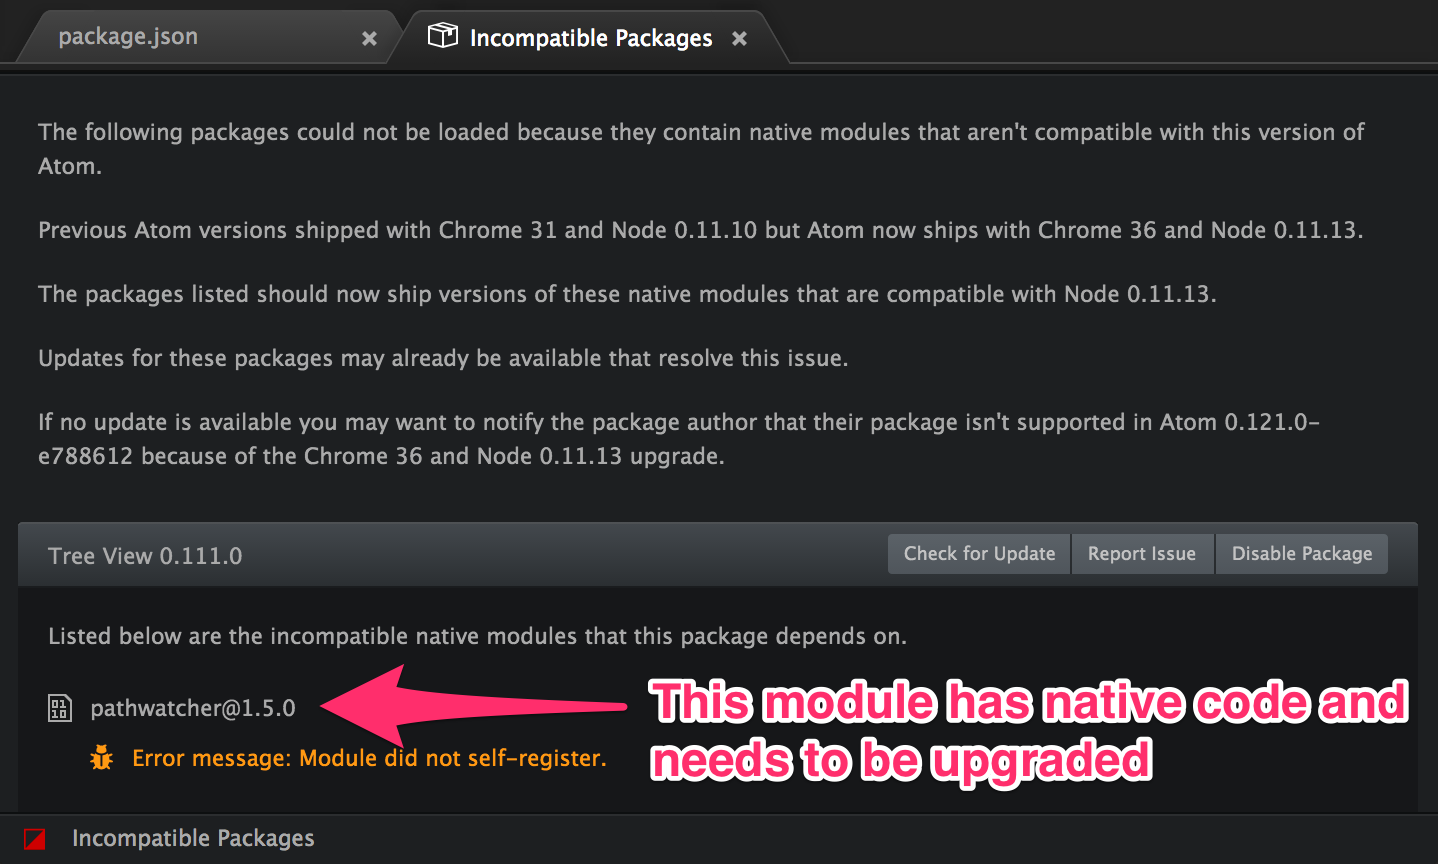 package.json
Incompatible Packages
The following packages could not be loaded because they contain native modules that aren't compatible with this version of
Atom.
Previous Atom versions shipped with Chrome 31 and Node 0.11.10 but Atom now ships with Chrome 36 and Node 0.11.13.
The packages listed should now ship versions of these native modules that are compatible with Node 0.11.13.
Updates for these packages may already be available that resolve this issue.
If no update is available you may want to notify the package author that their package isn't supported in Atom 0.121.0-
e788612 because of the Chrome 36 and Node 0.11.13 upgrade.
Tree View 0.111.0
Check for Update
Report Issue
Disable Package
Listed below are the incompatible native modules that this package depends on.
pathwatcher@1.5.0
Error message: Module did not self-register.
This module has native code and
needs to be upgraded
Incompatible Packages